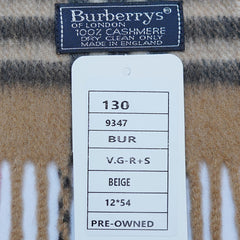 Burberrys®
OF LONDON
100% CASHMERE
DRY CLEAN ONLY
MADE IN ENGLAND
130
9347
BUR
V.G-R+S
BEIGE
12*54
PRE-OWNED